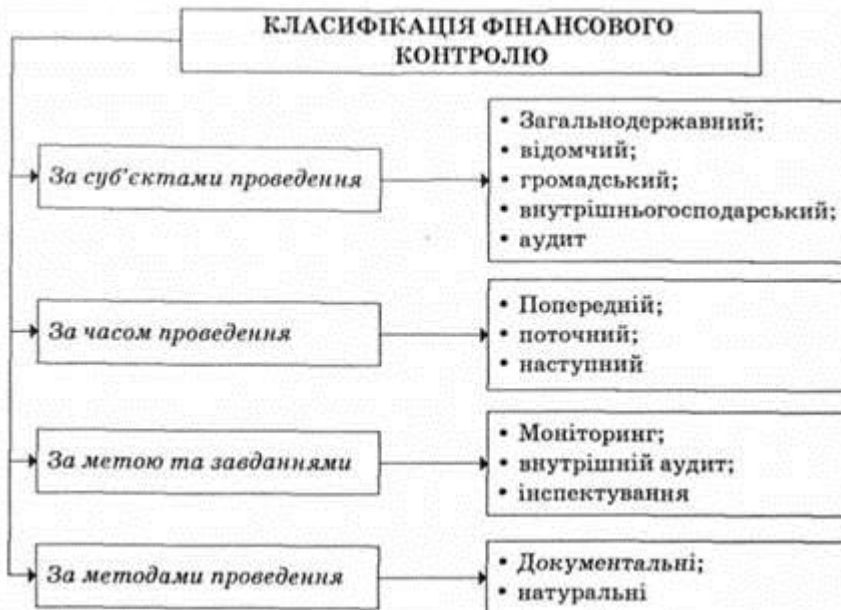 КЛАСИФІКАЦІЯ ФІНАНСОВОГО
КОНТРОЛЮ
За суб'єктами проведення
• Загальнодержавний;
• відомчий;
• громадський;
• внутрішньогосподарський;
• аудит
За часом проведення
• Попередній;
• поточний;
• наступний
За метою та завданнями
• Моніторинг;
• внутрішній аудит;
• інспектування
За методами проведення
• Документальні;
• натуральні